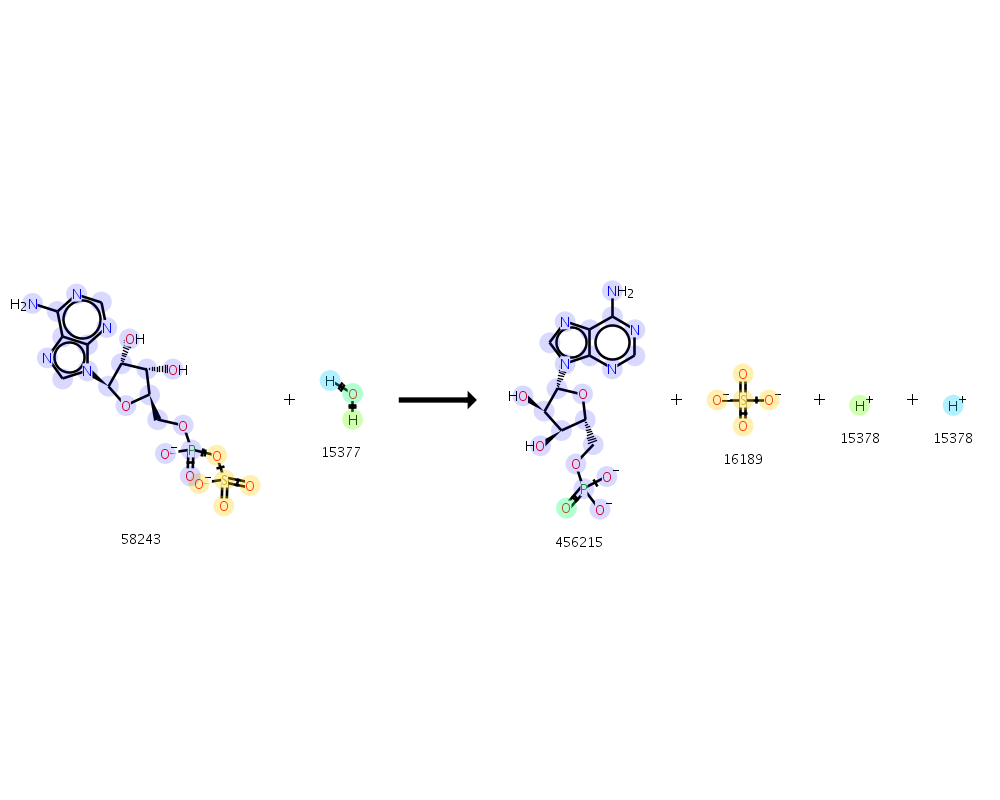 H₂N N N N N OH OH O O O⁻ P O O O⁻ S O O
58243
+
H O H
15377
NH₂ N N N N HO O HO O P O⁻ O O⁻
456215
+
O O⁻ S O⁻ O
16189
+
H⁺
15378
+
H⁺
15378